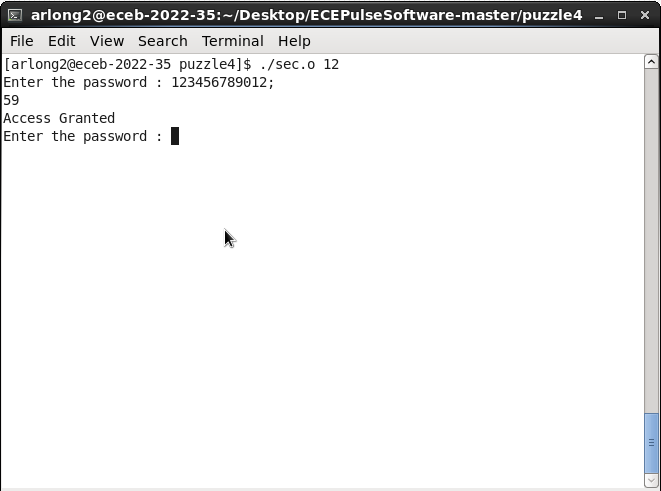 arlong2@eceb-2022-35:~/Desktop/ECEPulseSoftware-master/puzzle4
File Edit View Search Terminal Help
[arlong2@eceb-2022-35 puzzle4]$ ./sec.o 12
Enter the password : 123456789012;
59
Access Granted
Enter the password :